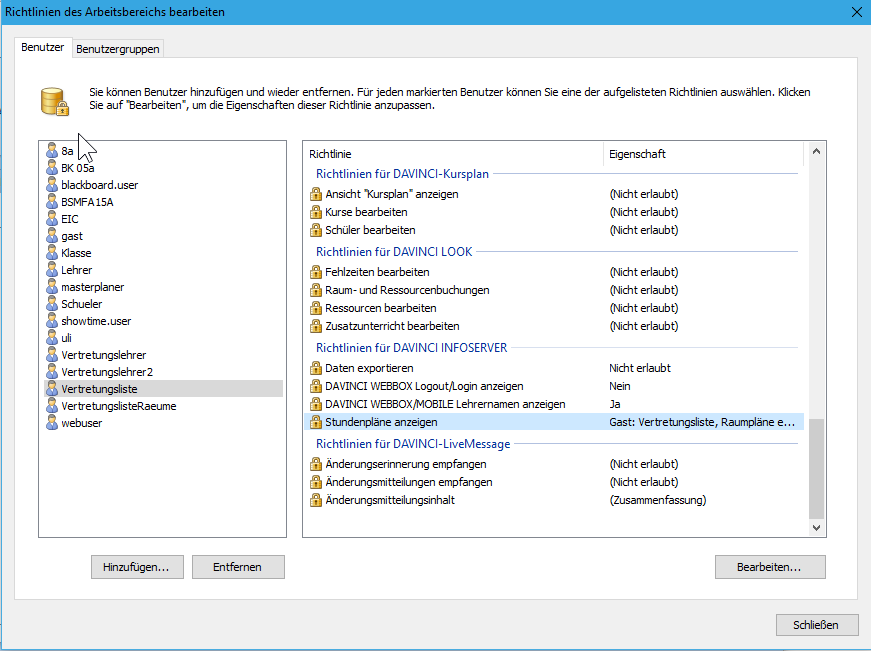 Richtlinien des Arbeitsbereichs bearbeiten
Benutzer
Benutzergruppen
Sie können Benutzer hinzufügen und wieder entfernen. Für jeden markierten Benutzer können Sie eine der aufgelisteten Richtlinien auswählen. Klicken
Sie auf "Bearbeiten", um die Eigenschaften dieser Richtlinie anzupassen.
8a
BK 05a
blackboard.user
BSMFA15A
EIC
gast
Klasse
Lehrer
masterplaner
Schueler
showtime.user
uli
Vertretungslehrer
Vertretungslehrer2
Vertretungsliste
VertretungslisteRaeume
webuser
Richtlinie Eigenschaft
Richtlinien für DAVINCI-Kursplan
Ansicht "Kursplan" anzeigen (Nicht erlaubt)
Kurse bearbeiten (Nicht erlaubt)
Schüler bearbeiten (Nicht erlaubt)
Richtlinien für DAVINCI LOOK
Fehlzeiten bearbeiten (Nicht erlaubt)
Raum- und Ressourcenbuchungen (Nicht erlaubt)
Ressourcen bearbeiten (Nicht erlaubt)
Zusatzunterricht bearbeiten (Nicht erlaubt)
Richtlinien für DAVINCI INFOSERVER
Daten exportieren Nicht erlaubt
DAVINCI WEBBOX Logout/Login anzeigen Nein
DAVINCI WEBBOX/MOBILE Lehrernamen anzeigen Ja
Stundenpläne anzeigen Gast: Vertretungsliste, Raumpläne e...
Richtlinien für DAVINCI-LiveMessage
Änderungserinnerung empfangen (Nicht erlaubt)
Änderungsmitteilungen empfangen (Nicht erlaubt)
Änderungsmitteilungsinhalt (Zusammenfassung)
Hinzufügen...
Entfernen
Bearbeiten...
Schließen